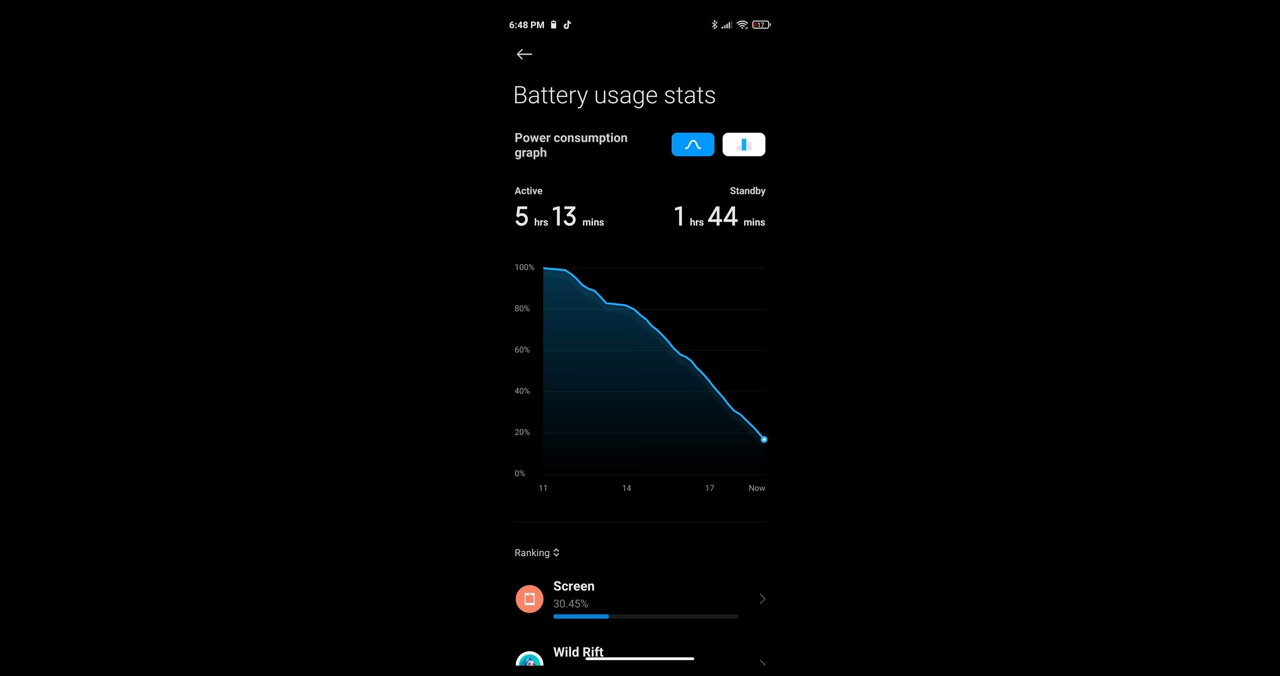 6:48 PM 17
Battery usage stats
Power consumption
graph
Active Standby
5 hrs 13 mins 1 hrs 44 mins
100%
80%
60%
40%
20%
0%
11 14 17 Now
Ranking
Screen
30.45%
Wild Rift